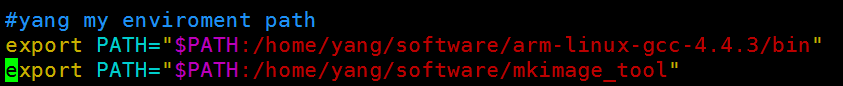 #yang my enviroment path
export PATH="$PATH:/home/yang/software/arm-linux-gcc-4.4.3/bin"
export PATH="$PATH:/home/yang/software/mkimage_tool"